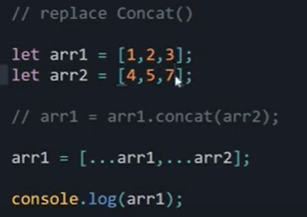 // replace Concat()
let arr1 = [1,2,3];
let arr2 = [4,5,7];
// arr1 = arr1.concat(arr2);
arr1 = [...arr1,...arr2];
console.log(arr1);